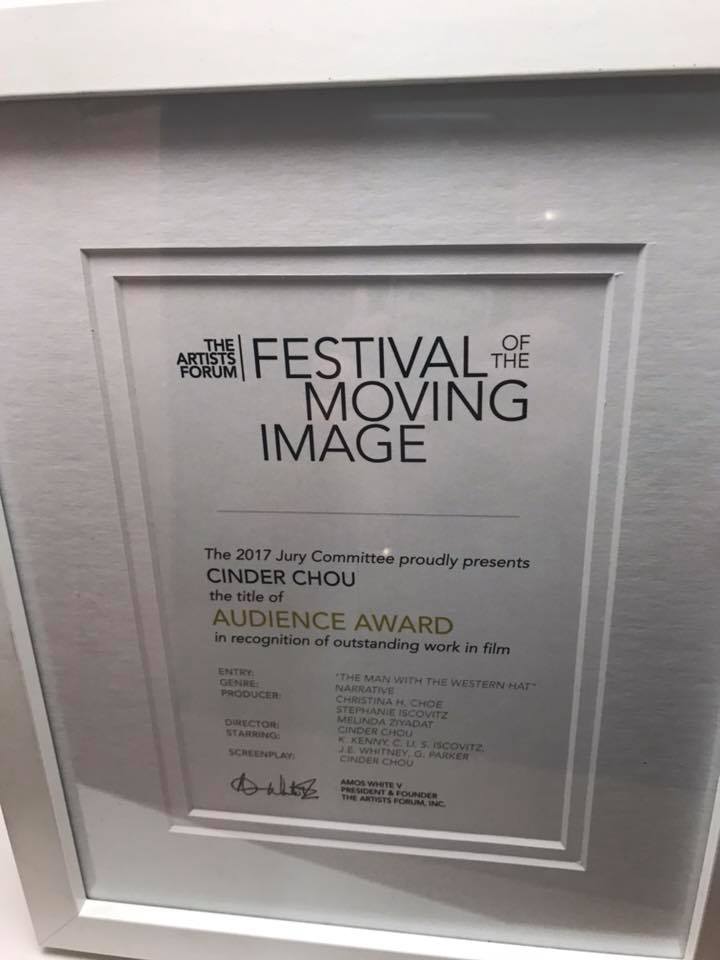 THE
ARTISTS
FORUM
FESTIVAL OF THE
MOVING
IMAGE
The 2017 Jury Committee proudly presents
CINDER CHOU
the title of
AUDIENCE AWARD
in recognition of outstanding work in film
ENTRY: "THE MAN WITH THE WESTERN HAT"
GENRE: NARRATIVE
PRODUCER: CHRISTINA H. CHOE
STEPHANIE ISCOVITZ
MELINDA ZIYADAT
DIRECTOR: CINDER CHOU
STARRING: K. KENNY, C. LI, S. ISCOVITZ,
J.E. WHITNEY, G. PARKER
SCREENPLAY: CINDER CHOU
AMOS WHITE V
PRESIDENT & FOUNDER
THE ARTISTS FORUM, INC.